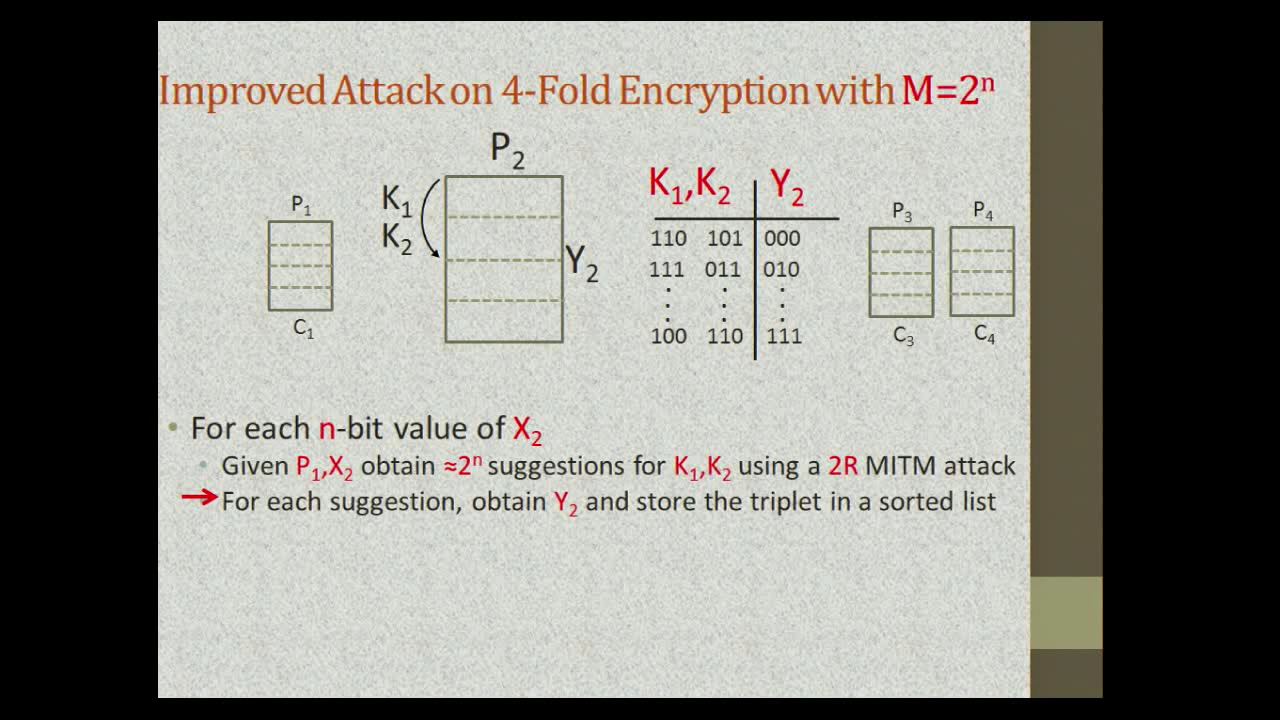 Improved Attack on 4-Fold Encryption with M=2ⁿ
P₂
K₁
K₂
Y₂
P₁
C₁
K₁,K₂ Y₂
110 101 000
111 011 010
: : :
100 110 111
P₃
C₃
P₄
C₄
• For each n-bit value of X₂
• Given P₁,X₂ obtain ≈2ⁿ suggestions for K₁,K₂ using a 2R MITM attack
→ For each suggestion, obtain Y₂ and store the triplet in a sorted list